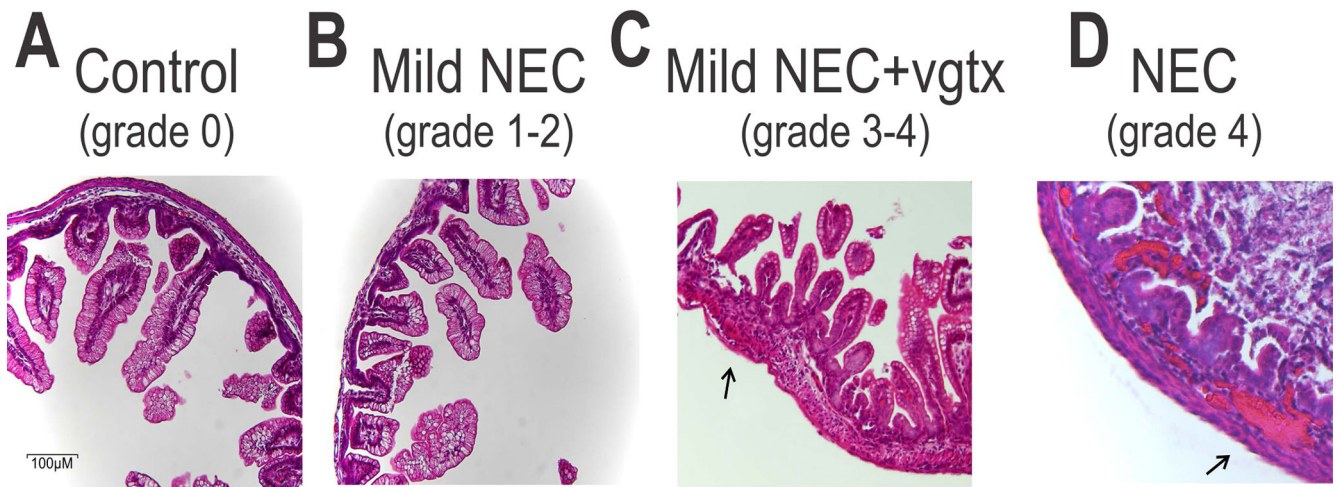 A Control
(grade 0)
B Mild NEC
(grade 1-2)
C Mild NEC+vgtx
(grade 3-4)
D NEC
(grade 4)
100µM